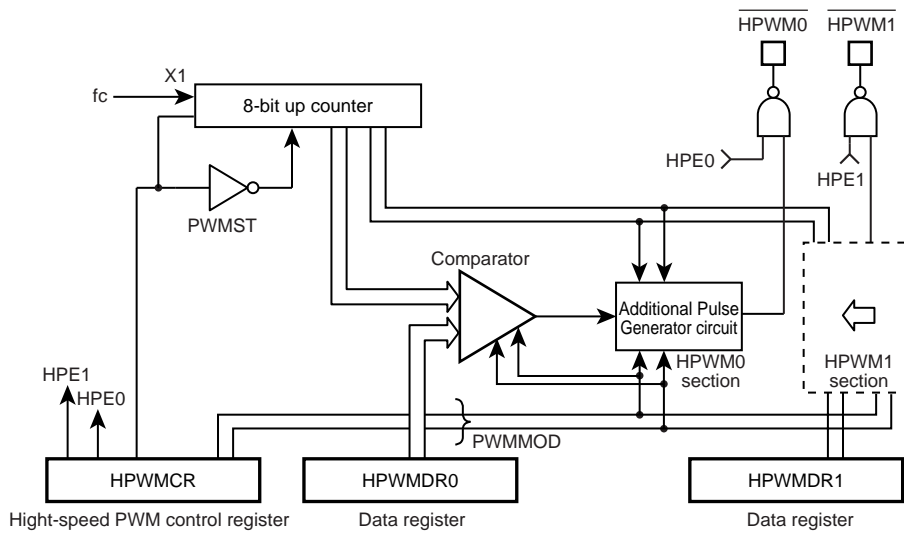 HPWM0 HPWM1
X1
fc
8-bit up counter
HPE0
HPE1
PWMST
Comparator
Additional Pulse
Generator circuit
HPWM0
section
HPWM1
section
HPE1
HPE0
PWMMOD
HPWMCR
HPWMDR0
HPWMDR1
Hight-speed PWM control register
Data register
Data register